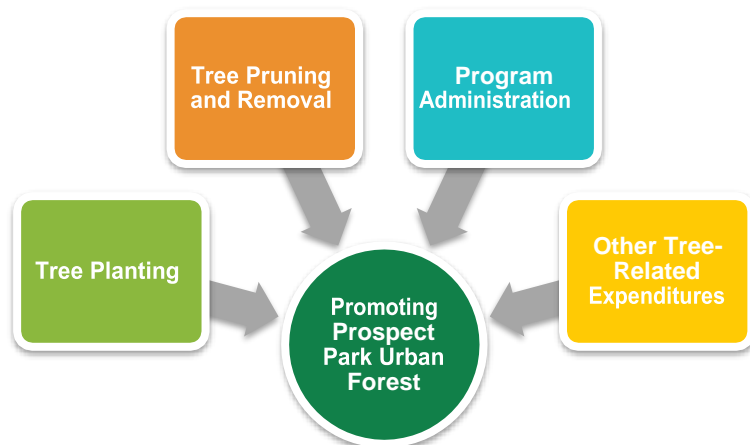 Tree Pruning
and Removal
Program
Administration
Tree Planting
Other Tree-
Related
Expenditures
Promoting
Prospect
Park Urban
Forest